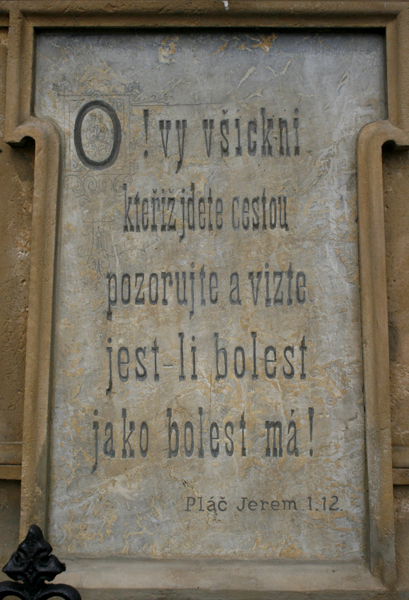 O! vy všickni
kteříž jdete cestou
pozorujte a vizte
jest-li bolest
jako bolest má!
Pláč Jerem 1.12.